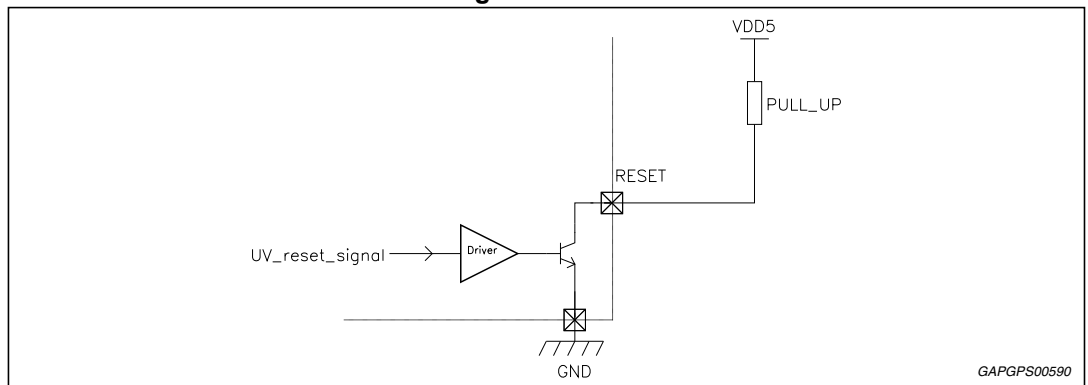 VDD5
PULL_UP
RESET
Driver
UV_reset_signal
GND
GAPGPS00590